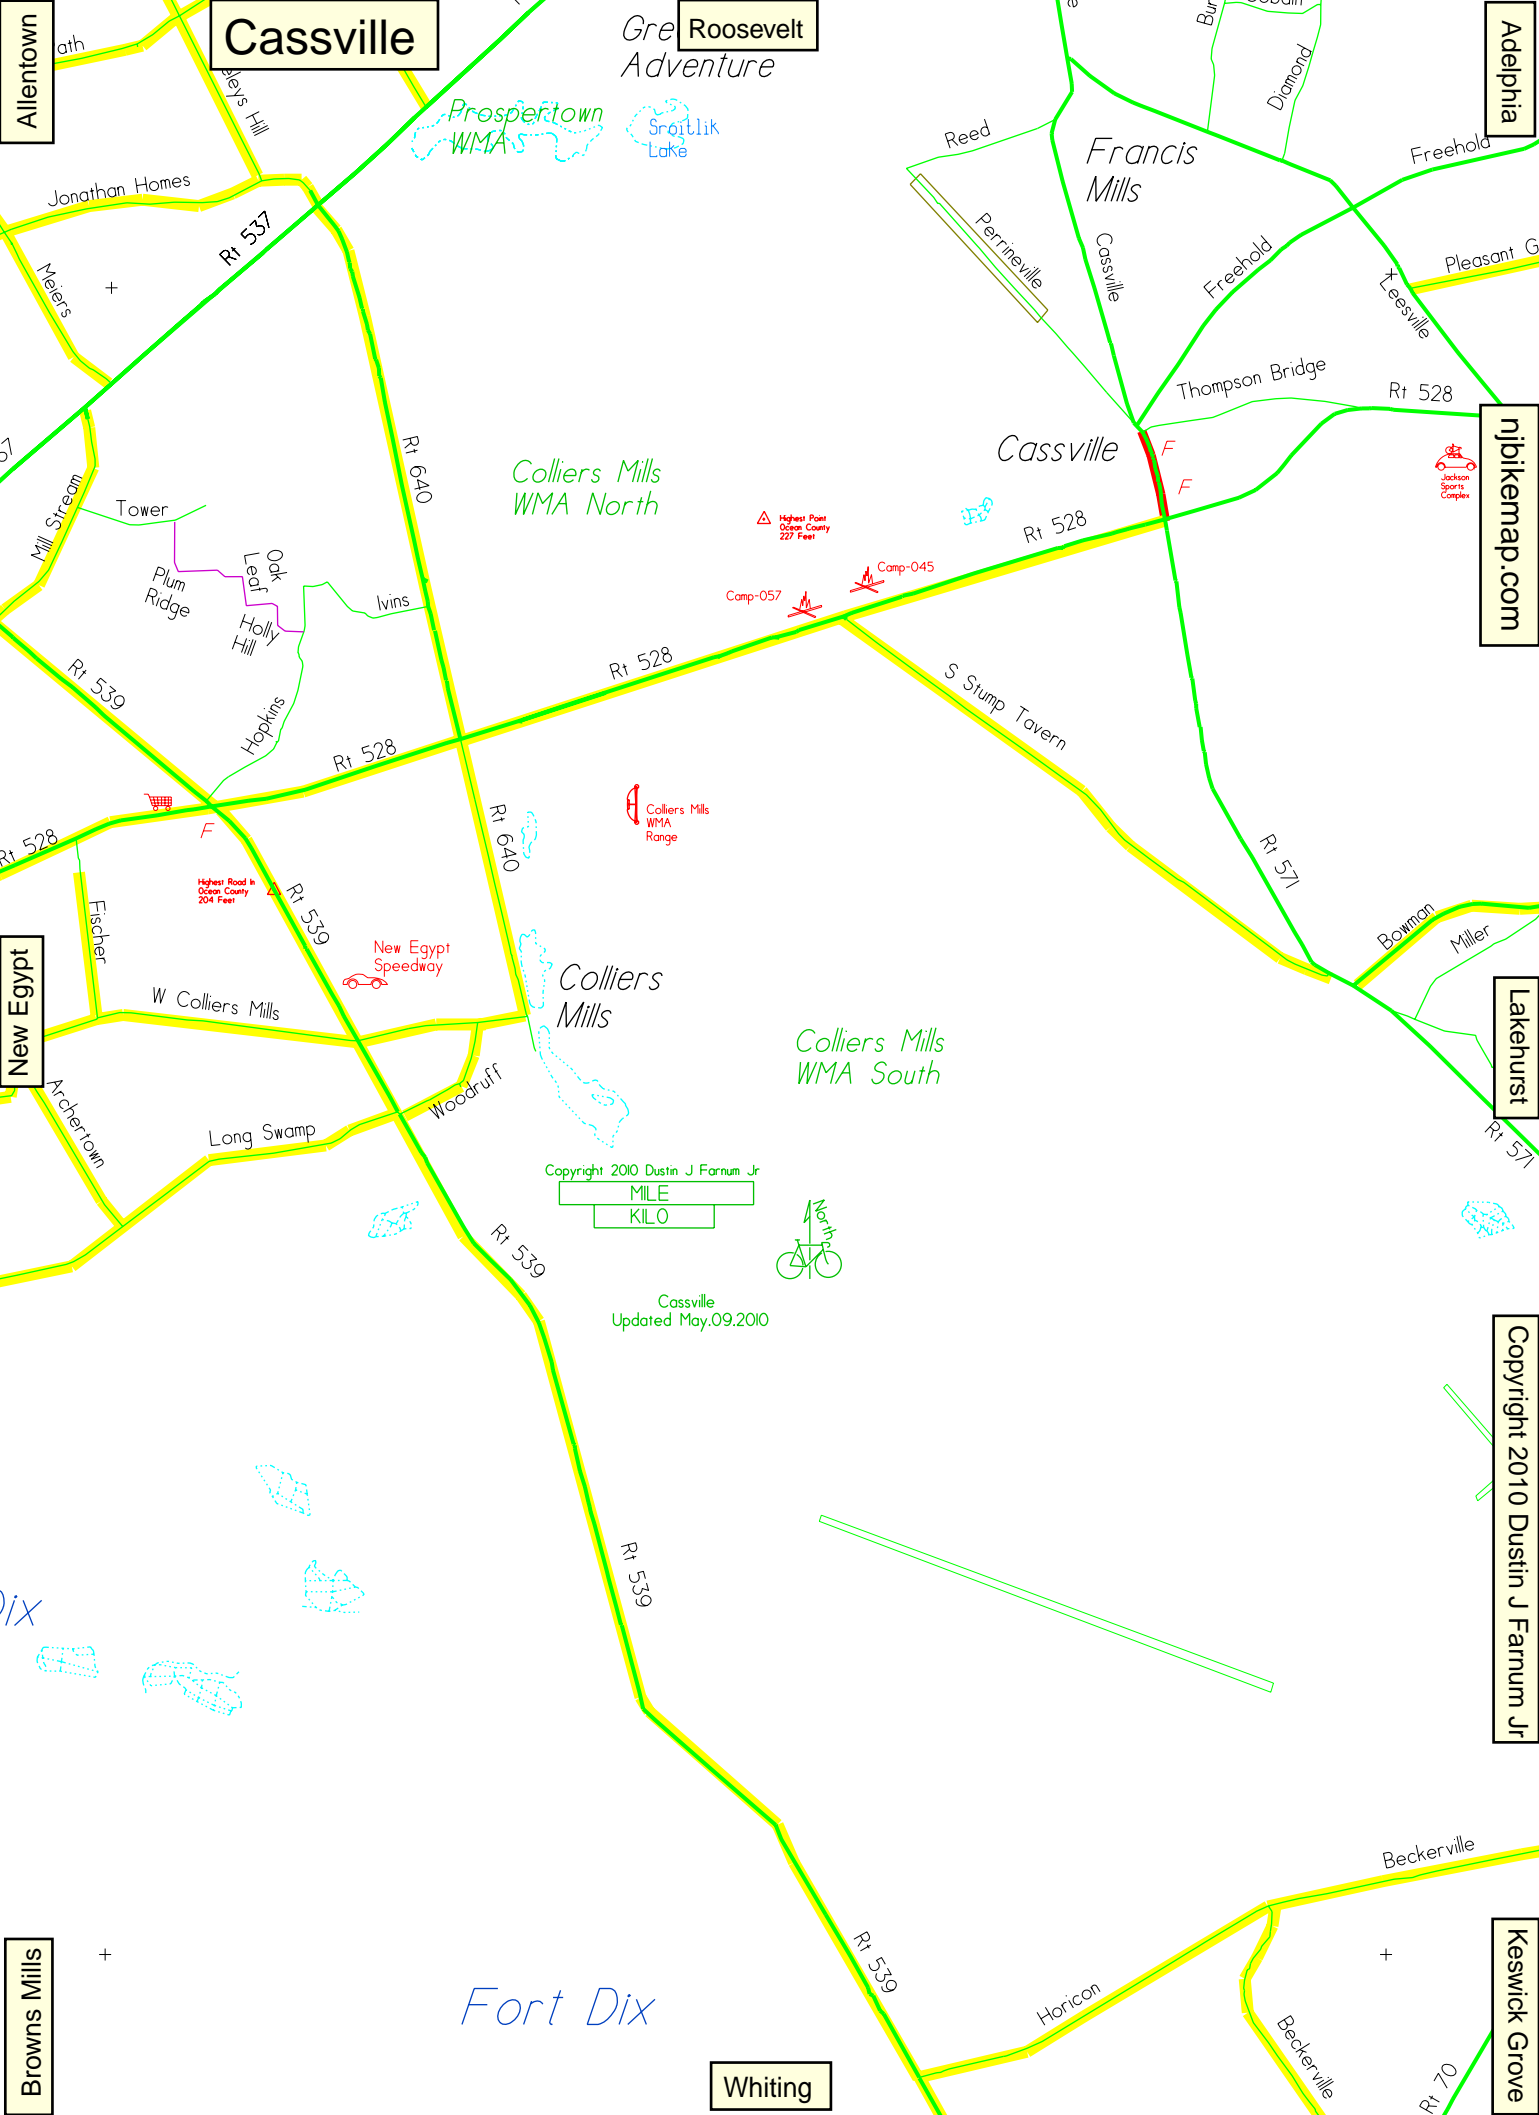 Allentown
Cassville
Roosevelt
Adelphia
Gre
Adventure
ath
eleys Hill
Prospertown
WMA
Sroitlik
Lake
Reed
Francis
Mills
Diamond
Bur
Freehold
Jonathan Homes
Rt 537
Meiers
Perrineville
Cassville
Freehold
Pleasant G
Leesville
Thompson Bridge
Rt 528
njbikemap.com
57
Mill Stream
Tower
Rt 640
Colliers Mills
WMA North
Cassville
F
F
Jackson
Sports
Complex
Highest Point
Ocean County
227 Feet
Rt 528
Plum
Ridge
Oak
Leaf
Holly
Hill
Ivins
Camp-045
Camp-057
Rt 539
Hopkins
Rt 528
Rt 528
S Stump Tavern
Rt 528
F
Rt 640
Colliers Mills
WMA
Range
Rt 571
Highest Road In
Ocean County
204 Feet
Rt 539
Fischer
New Egypt
Speedway
Bowman
Miller
New Egypt
W Colliers Mills
Colliers
Mills
Lakehurst
Colliers Mills
WMA South
Archertown
Long Swamp
Woodruff
Rt 571
Copyright 2010 Dustin J Farnum Jr
MILE
KILO
North
Rt 539
Cassville
Updated May.09.2010
Copyright 2010 Dustin J Farnum Jr
Rt 539
Dix
Beckerville
Browns Mills
Fort Dix
Rt 539
Horicon
Beckerville
Rt 70
Keswick Grove
Whiting